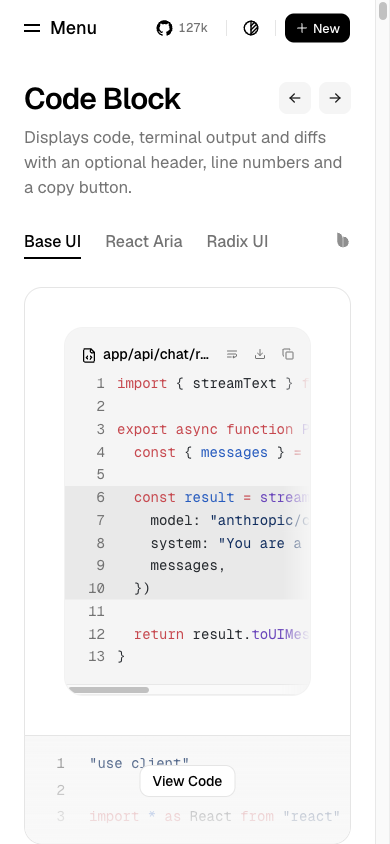 Menu
127k
New
Code Block
Displays code, terminal output and diffs
with an optional header, line numbers and
a copy button.
Base UI
React Aria
Radix UI
app/api/chat/r...
1 import { streamText } f
2
3 export async function P
4 const { messages } =
5
6 const result = stream
7 model: "anthropic/c
8 system: "You are a
9 messages,
10 })
11
12 return result.toUIMes
13 }
1 "use client"
View Code
2
3 import * as React from "react"